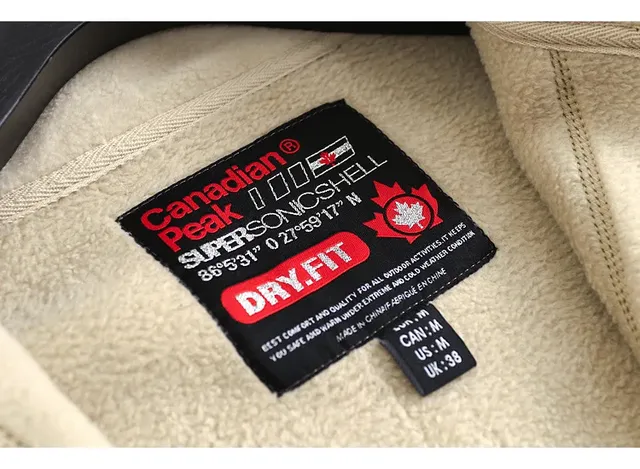 Canadian®
Peak
SUPERSONICSHELL
86°5'31" O 27°59'17" N
DRY.FIT
BEST COMFORT AND QUALITY FOR ALL OUTDOOR ACTIVITIES. IT KEEPS
YOU SAFE AND WARM UNDER EXTREME AND COLD WEATHER CONDITION
MADE IN CHINA/FABRIQUÉ EN CHINE
EUR: M
CAN: M
US: M
UK: 38